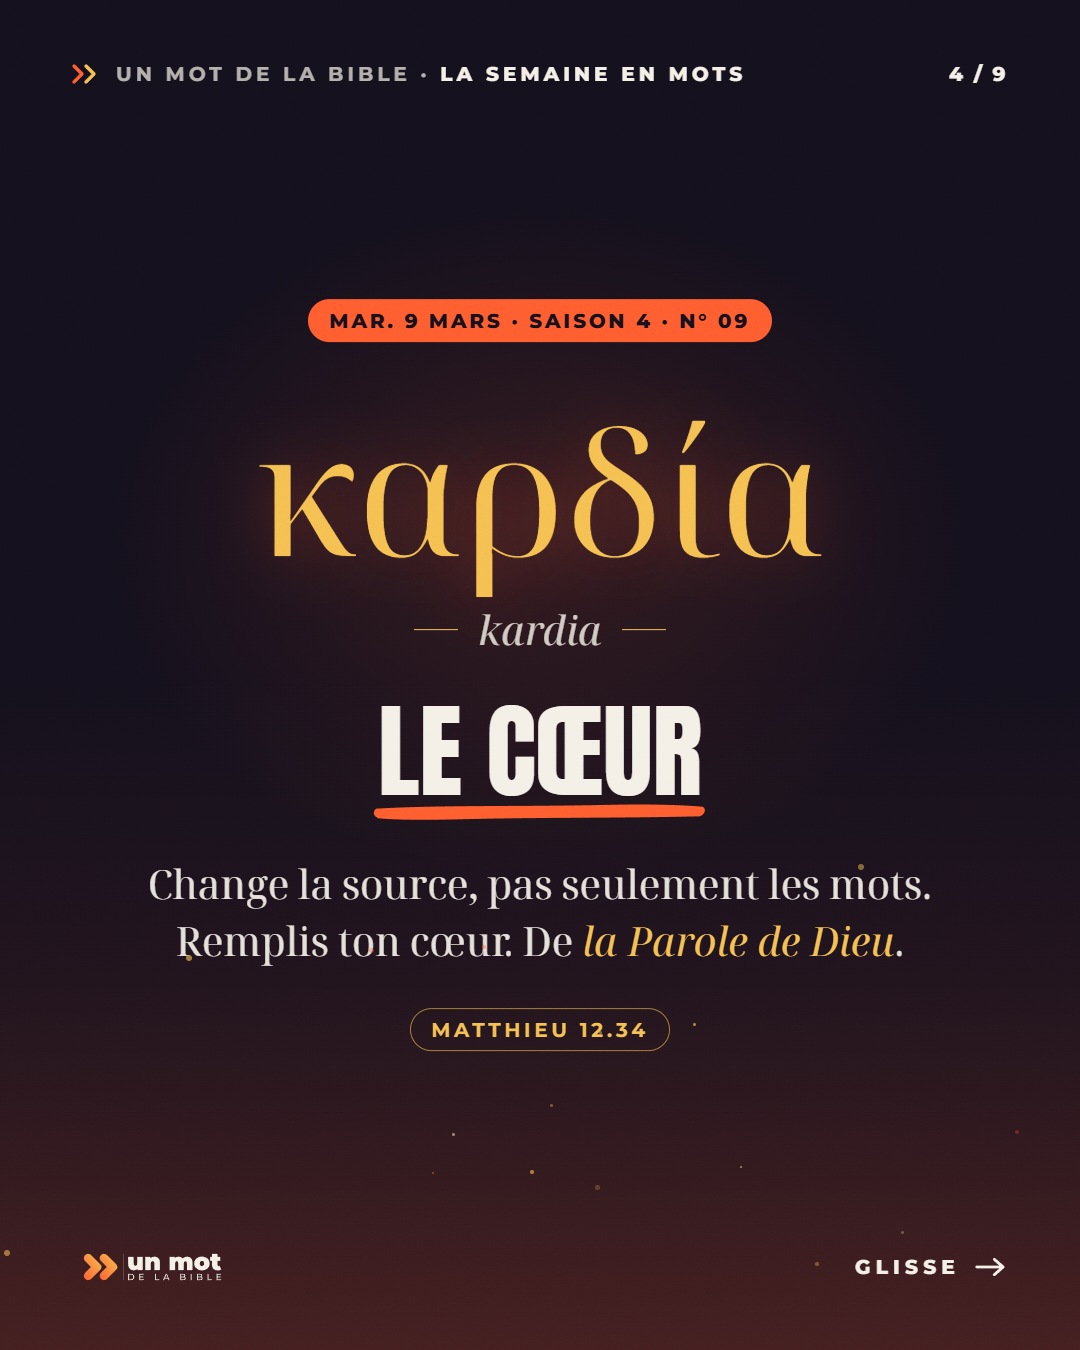 UN MOT DE LA BIBLE · LA SEMAINE EN MOTS
4 / 9
MAR. 9 MARS · SAISON 4 · N° 09
καρδία
kardia
LE CŒUR
Change la source, pas seulement les mots.
Remplis ton cœur. De la Parole de Dieu.
MATTHIEU 12.34
un mot
DE LA BIBLE
GLISSE →